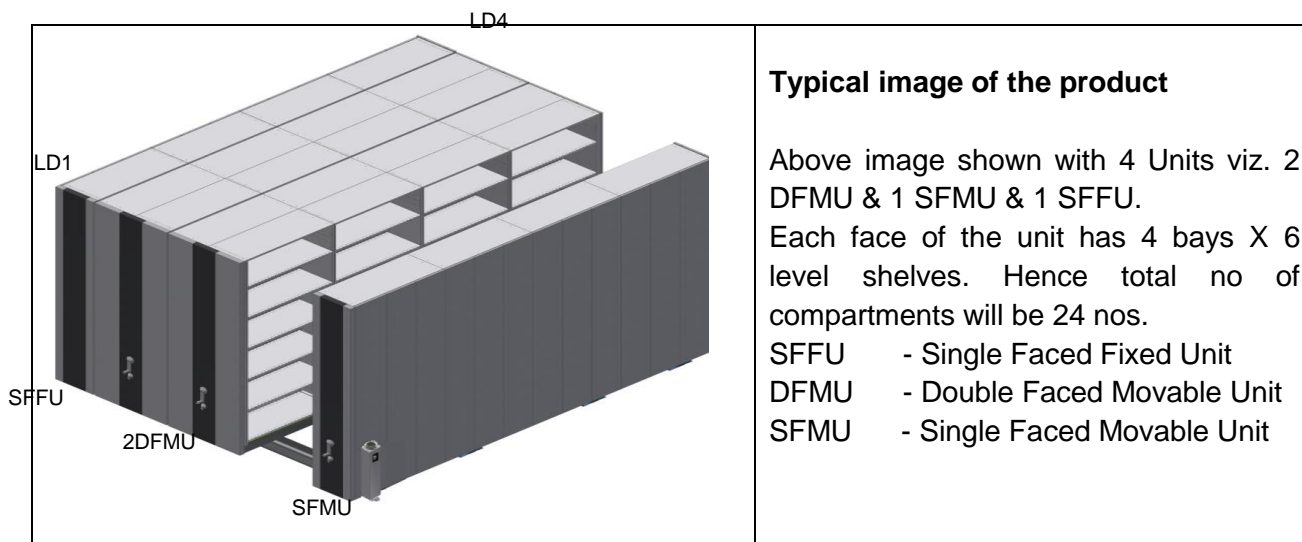 LD4
LD1
SFFU
2DFMU
SFMU
Typical image of the product
Above image shown with 4 Units viz. 2
DFMU & 1 SFMU & 1 SFFU.
Each face of the unit has 4 bays X 6
level shelves. Hence total no of
compartments will be 24 nos.
SFFU - Single Faced Fixed Unit
DFMU - Double Faced Movable Unit
SFMU - Single Faced Movable Unit